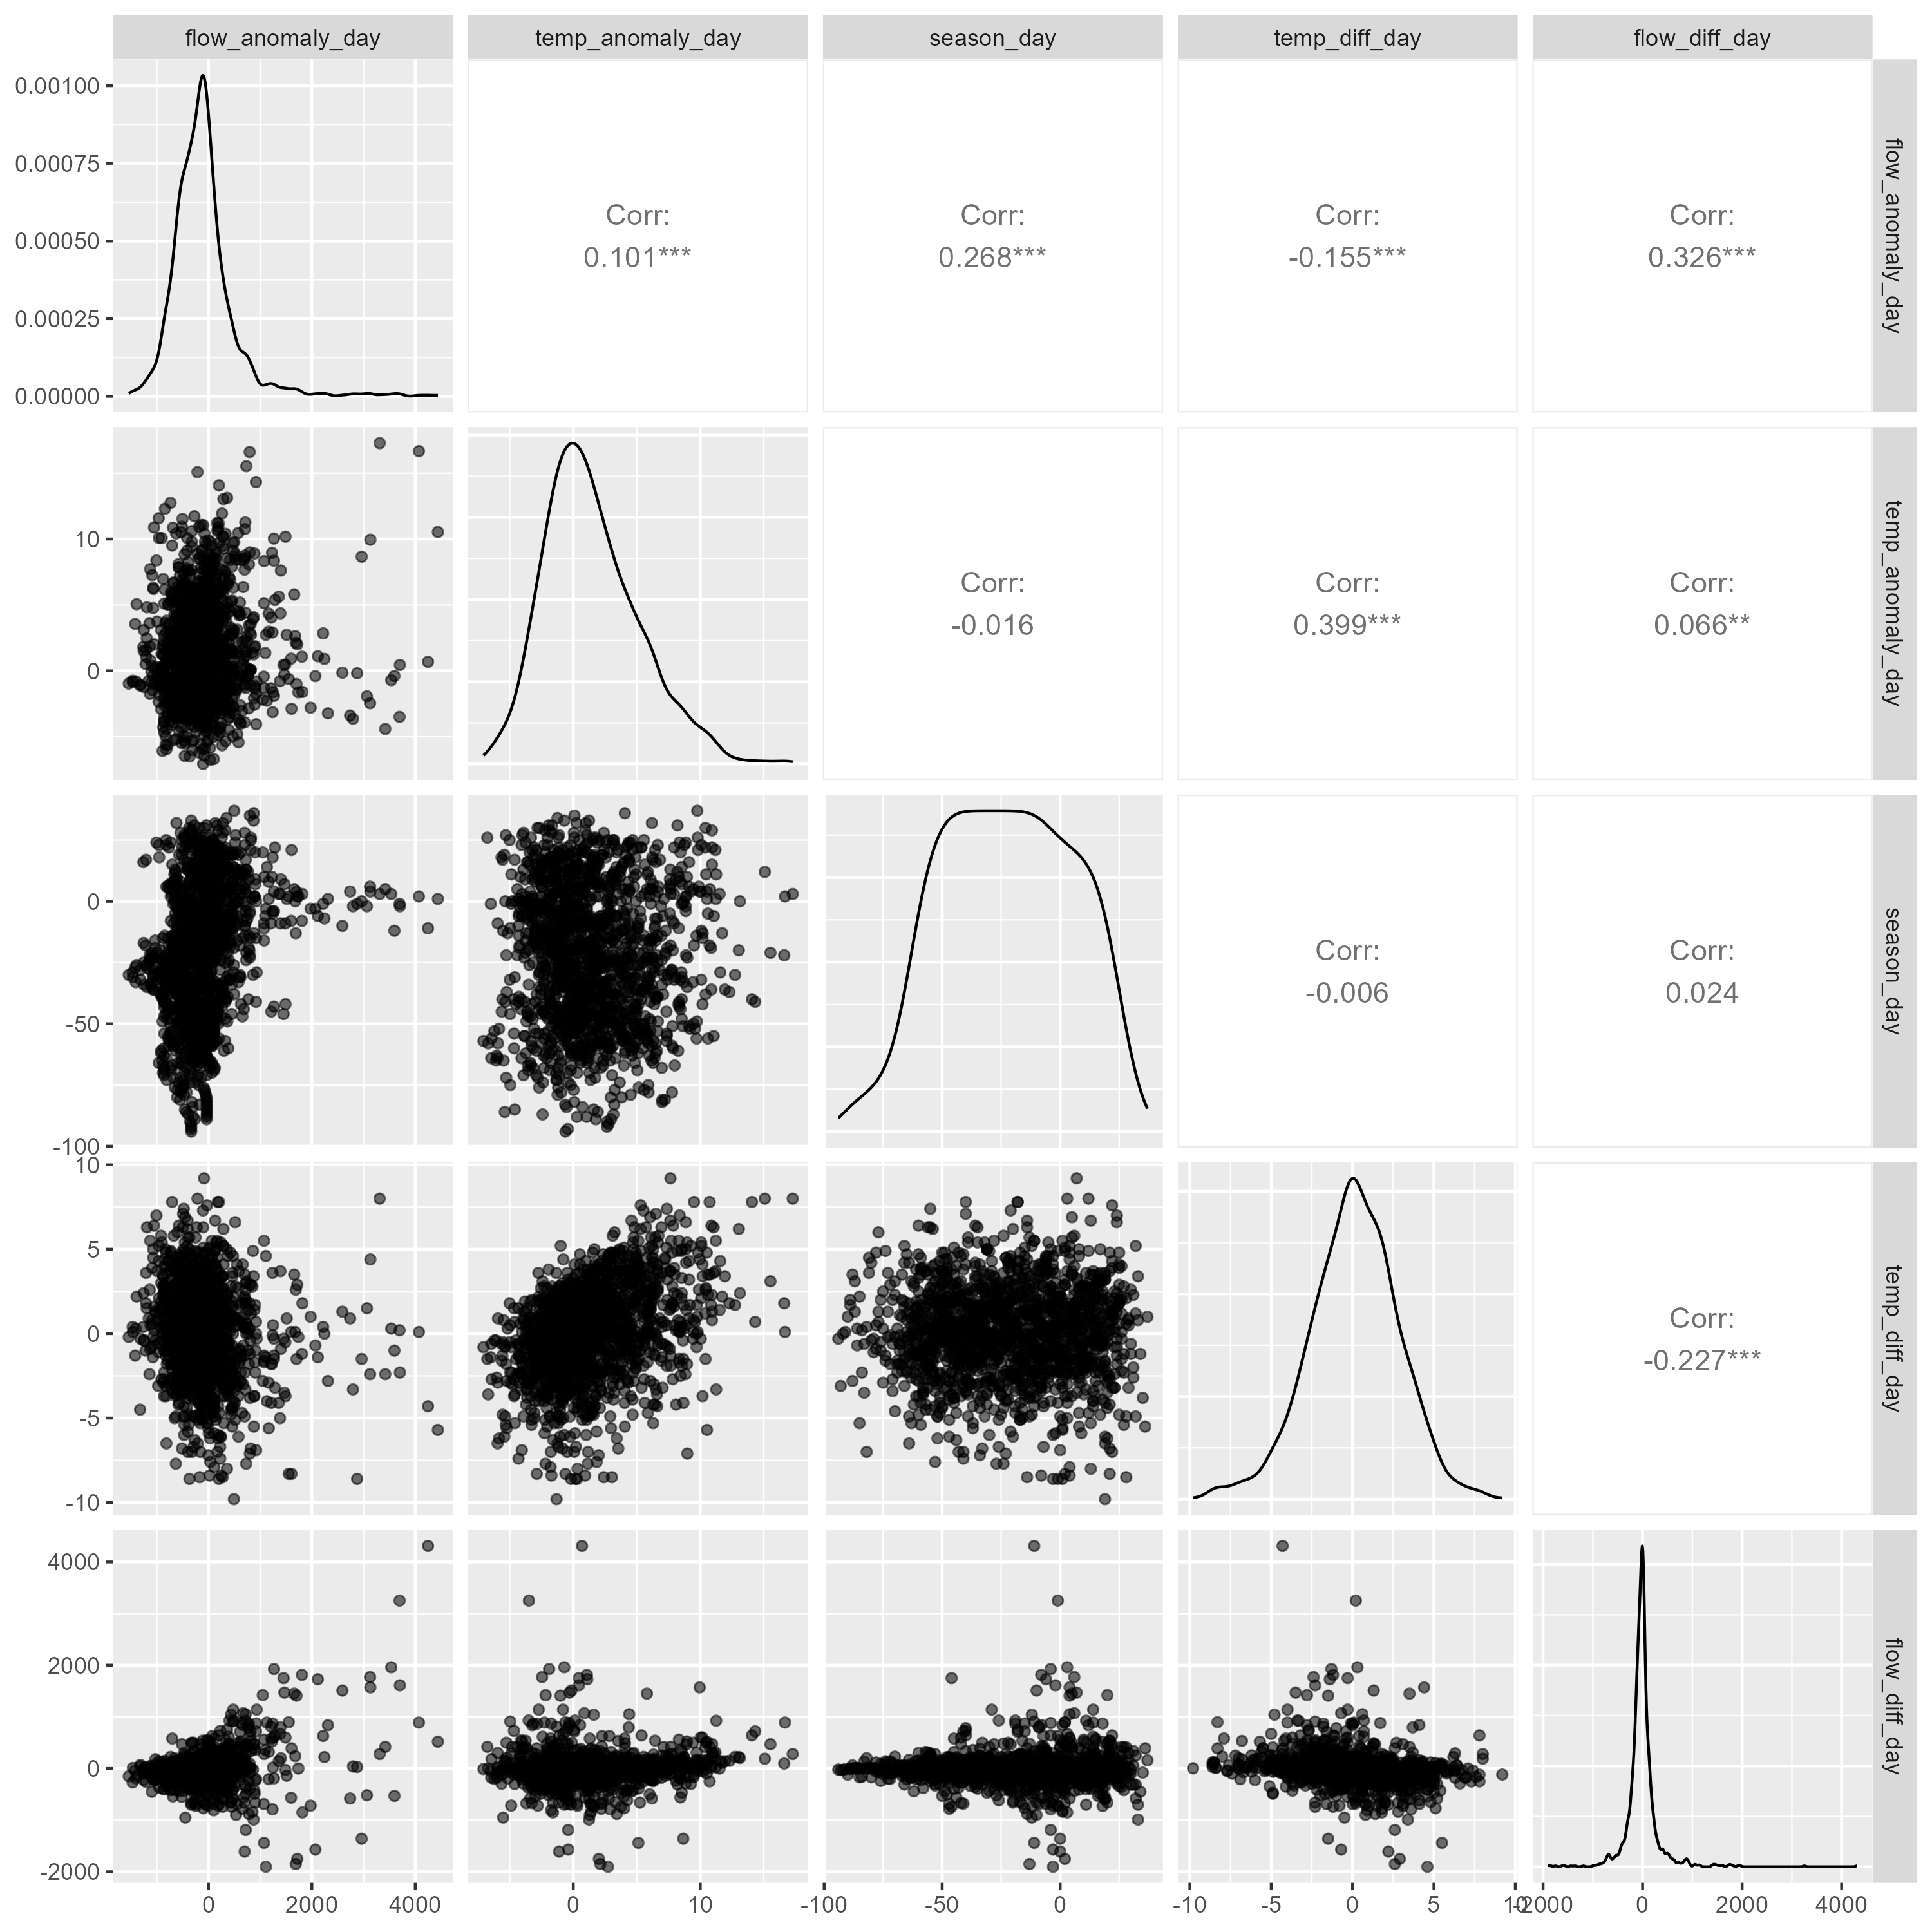 flow_anomaly_day temp_anomaly_day season_day temp_diff_day flow_diff_day
0.00100
0.00075
0.00050
0.00025
0.00000
Corr:
0.101***
Corr:
0.268***
Corr:
-0.155***
Corr:
0.326***
flow_anomaly_day
10
0
Corr:
-0.016
Corr:
0.399***
Corr:
0.066**
temp_anomaly_day
0
-50
-100
Corr:
-0.006
Corr:
0.024
season_day
10
5
0
-5
-10
Corr:
-0.227***
temp_diff_day
4000
2000
0
-2000
flow_diff_day
0 2000 4000 0 10 -100 -50 0 -10 -5 0 5 10 -2000 0 2000 4000